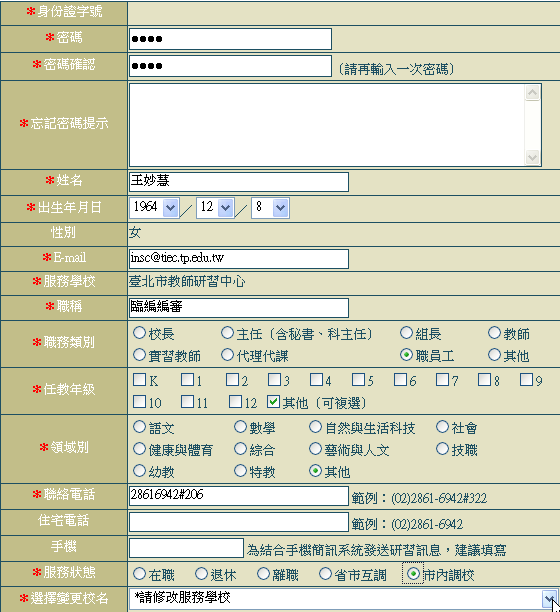 *身份證字號
*密碼 ●●●●
*密碼確認 ●●●● 〔請再輸入一次密碼〕
*忘記密碼提示
*姓名 王妙慧
*出生年月日 1964 / 12 / 8
性別 女
*E-mail insc@tiec.tp.edu.tw
*服務學校 臺北市教師研習中心
*職稱 臨編編審
*職務類別 校長 主任〔含秘書、科主任〕 組長 教師
實習教師 代理代課 職員工 其他
*任教年級 K 1 2 3 4 5 6 7 8 9
10 11 12 其他〔可複選〕
*領域別 語文 數學 自然與生活科技 社會
健康與體育 綜合 藝術與人文 技職
幼教 特教 其他
*聯絡電話 28616942#206 範例：(02)2861-6942#322
住宅電話 範例：(02)2861-6942
手機 為結合手機簡訊系統發送研習訊息，建議填寫
*服務狀態 在職 退休 離職 省市互調 市內調校
*選擇變更校名 *請修改服務學校